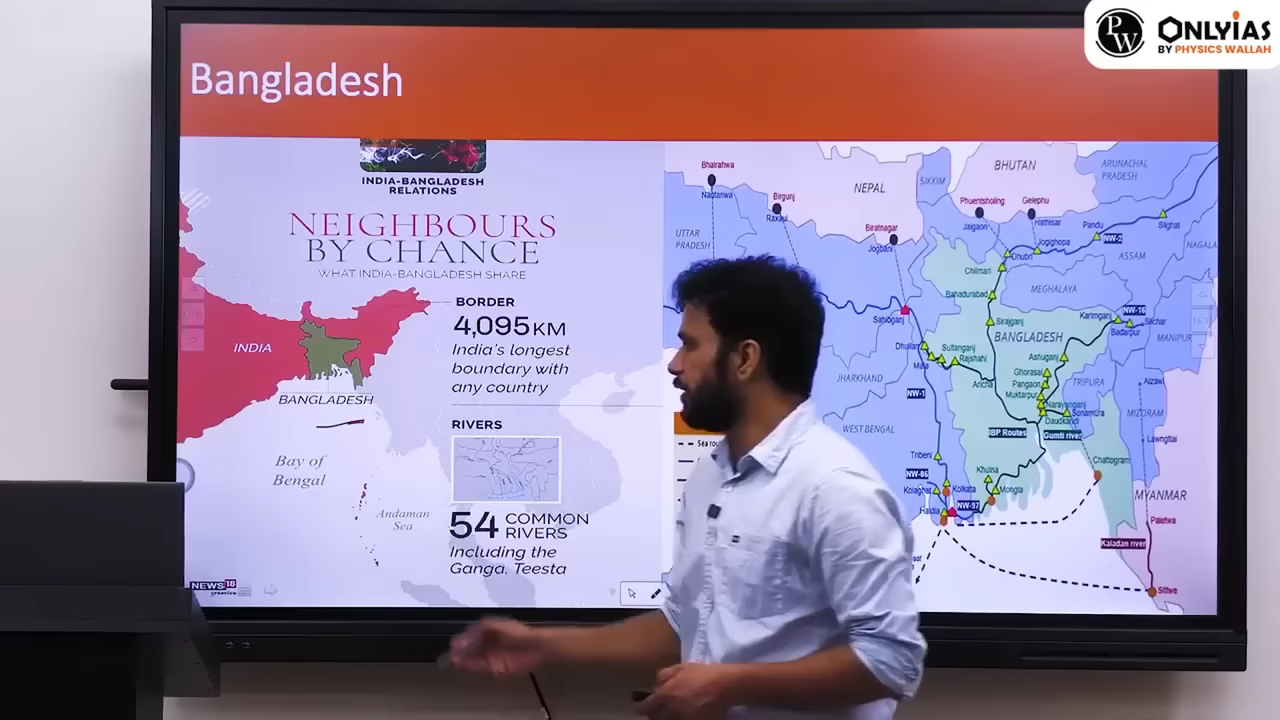 PW
ONLYIAS
BY PHYSICS WALLAH
Bangladesh
INDIA-BANGLADESH
RELATIONS
NEIGHBOURS
BY CHANCE
WHAT INDIA-BANGLADESH SHARE
BORDER
4,095 KM
India's longest
boundary with
any country
RIVERS
54 COMMON
RIVERS
Including the
Ganga, Teesta
INDIA
BANGLADESH
Bay of
Bengal
Andaman
Sea
NEWS18
creative
Bhairahwa
Nautanwa
Birgunj
Raxaul
NEPAL
Biratnagar
Jogbani
SIKKIM
BHUTAN
Phuentsholing
Jaigaon
Gelephu
Hathisar
ARUNACHAL
PRADESH
UTTAR
PRADESH
Pandu
NW-2
Silghat
Jogighopa
Dhubri
ASSAM
NAGALA
Chilmari
MEGHALAYA
Bahadurabad
Sahibganj
Sirajganj
BANGLADESH
Karimganj
NW-16
Silchar
Badarpur
MANIPUR
Dhulian
Maia
Sultanganj
Rajshahi
Ashuganj
JHARKHAND
Aricha
Ghorasal
Pangaon
Muktarpur
TRIPURA
Aizawl
NW-1
Narayanganj
Sonamura
Daudkandi
MIZORAM
WEST BENGAL
IBP Routes
Gumti river
Lawngtlai
Tribeni
Chattogram
NW-86
Khulna
Kolaghat
Kolkata
Mongla
MYANMAR
NW-97
Haldia
Paletwa
Kaladan river
Sittwe
Sea rou